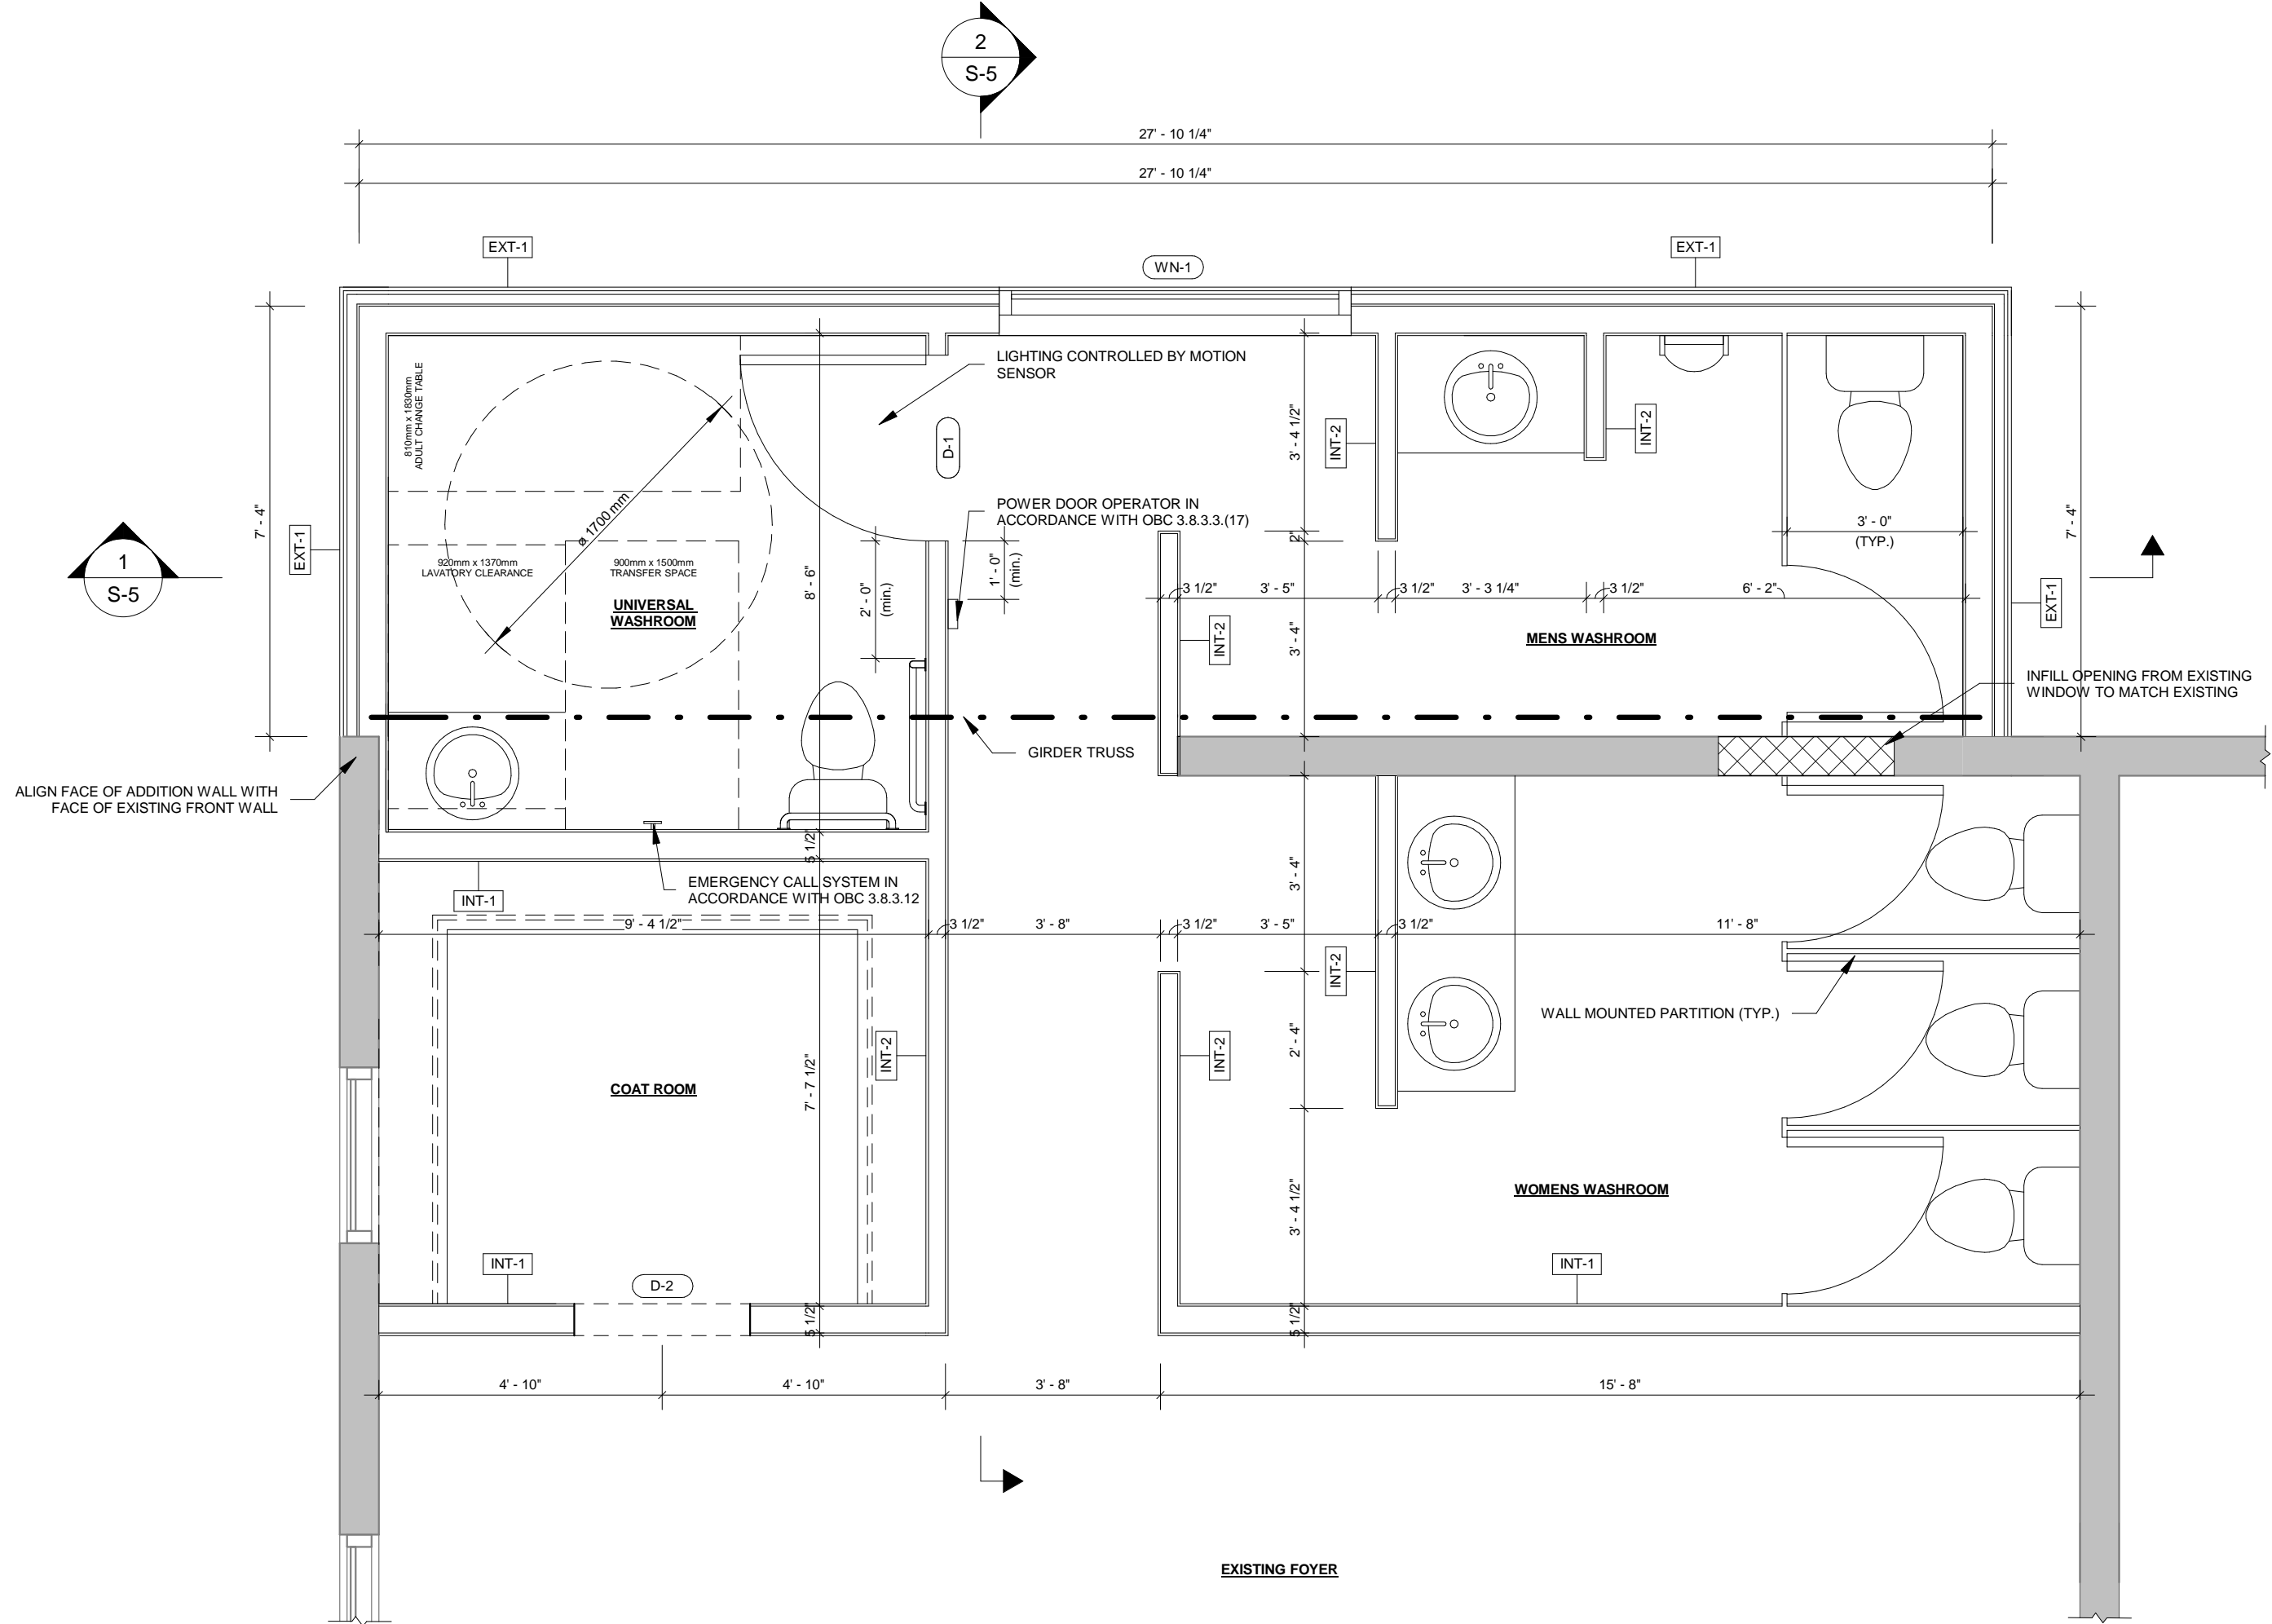 2
S-5
27' - 10 1/4"
27' - 10 1/4"
EXT-1
EXT-1
WN-1
LIGHTING CONTROLLED BY MOTION
SENSOR
810mm x 1830mm
ADULT CHANGE TABLE
D-1
3' - 4 1/2"
INT-2
INT-2
7' - 4"
EXT-1
ø 1700 mm
POWER DOOR OPERATOR IN
ACCORDANCE WITH OBC 3.8.3.3.(17)
3' - 0"
(TYP.)
7' - 4"
1
S-5
920mm x 1370mm
LAVATORY CLEARANCE
900mm x 1500mm
TRANSFER SPACE
8' - 6"
2' - 0"
(min.)
1' - 0"
(min.)
2"
3 1/2"
3' - 5"
3 1/2"
3' - 3 1/4"
3 1/2"
6' - 2"
EXT-1
UNIVERSAL
WASHROOM
INT-2
3' - 4"
MENS WASHROOM
INFILL OPENING FROM EXISTING
WINDOW TO MATCH EXISTING
GIRDER TRUSS
ALIGN FACE OF ADDITION WALL WITH
FACE OF EXISTING FRONT WALL
5 1/2"
3' - 4"
EMERGENCY CALL SYSTEM IN
ACCORDANCE WITH OBC 3.8.3.12
INT-1
9' - 4 1/2"
3 1/2"
3' - 8"
3 1/2"
3' - 5"
3 1/2"
11' - 8"
INT-2
WALL MOUNTED PARTITION (TYP.)
INT-2
INT-2
2' - 4"
7' - 7 1/2"
COAT ROOM
3' - 4 1/2"
WOMENS WASHROOM
INT-1
D-2
INT-1
5 1/2"
5 1/2"
4' - 10"
4' - 10"
3' - 8"
15' - 8"
EXISTING FOYER